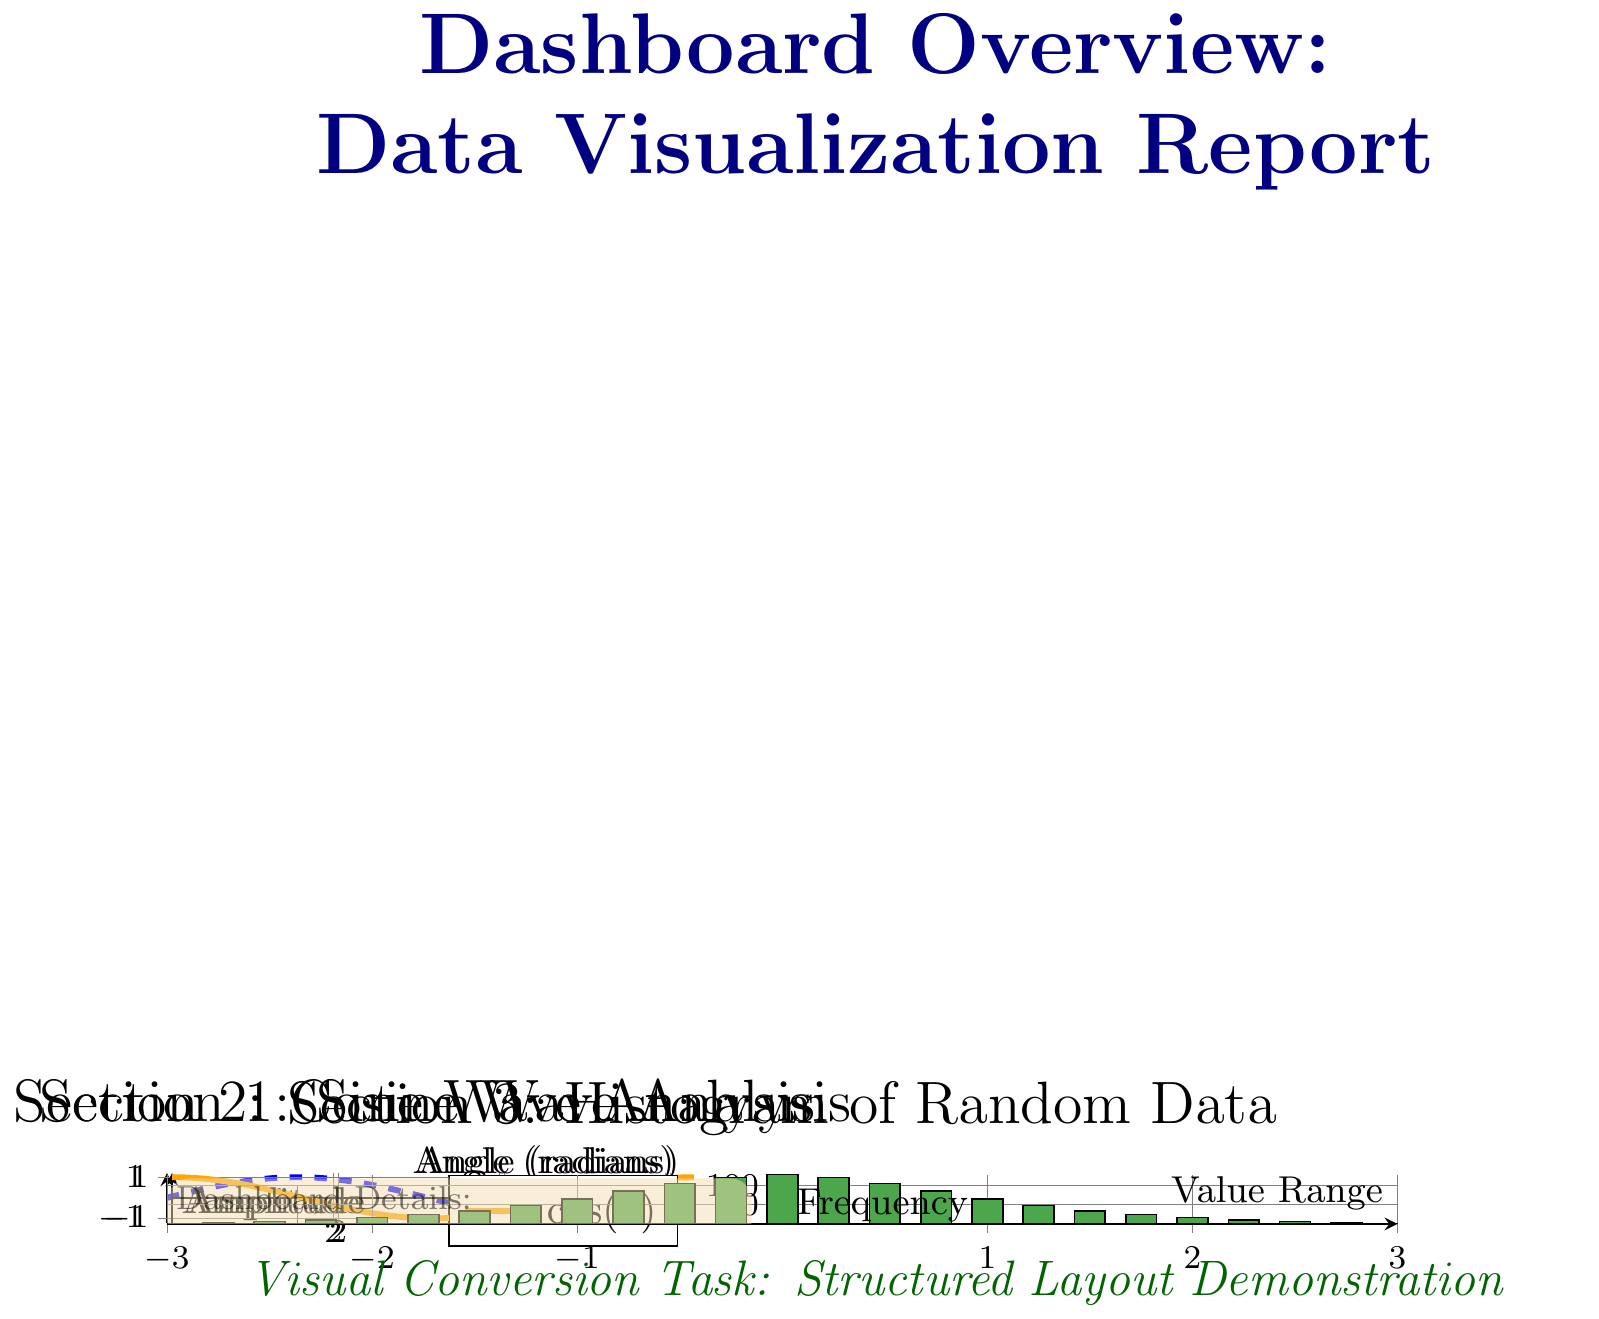 Dashboard Overview:
Data Visualization Report
Section 2: Cosine Wave Analysis
Section 1: Sine Wave Analysis
Section 3: Histogram of Random Data
Angle (radians)
Angle (radians)
1
1
100
Value Range
Dashboard Details:
Amplitude
Amplitude
Frequency
−1
−1
2
2
−3
−2
−1
1
2
3
Visual Conversion Task: Structured Layout Demonstration